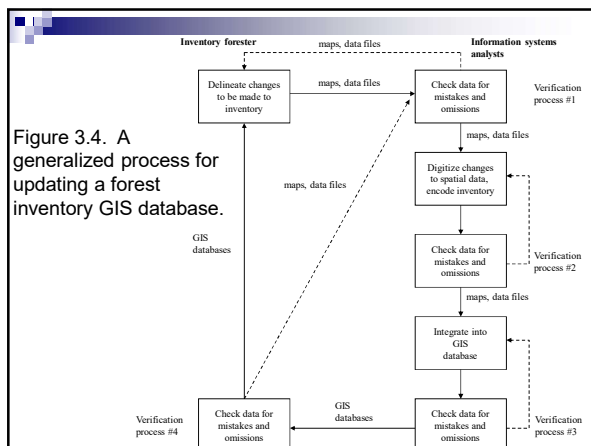 Inventory forester
maps, data files
Information systems
analysts
Delineate changes
to be made to
inventory
maps, data files
Check data for
mistakes and
omissions
Verification
process #1
Figure 3.4. A
generalized process for
updating a forest
inventory GIS database.
maps, data files
maps, data files
Digitize changes
to spatial data,
encode inventory
GIS
databases
Check data for
mistakes and
omissions
Verification
process #2
maps, data files
Integrate into
GIS
database
Verification
process #4
Check data for
mistakes and
omissions
GIS
databases
Check data for
mistakes and
omissions
Verification
process #3